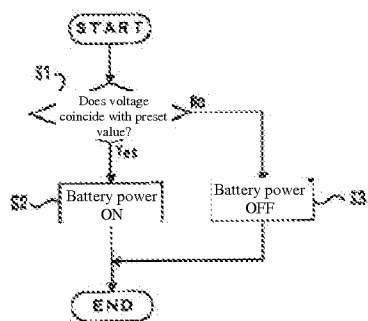 START
S1
Does voltage
coincide with preset
value?
No
Yes
S2
Battery power
ON
Battery power
OFF
S3
END